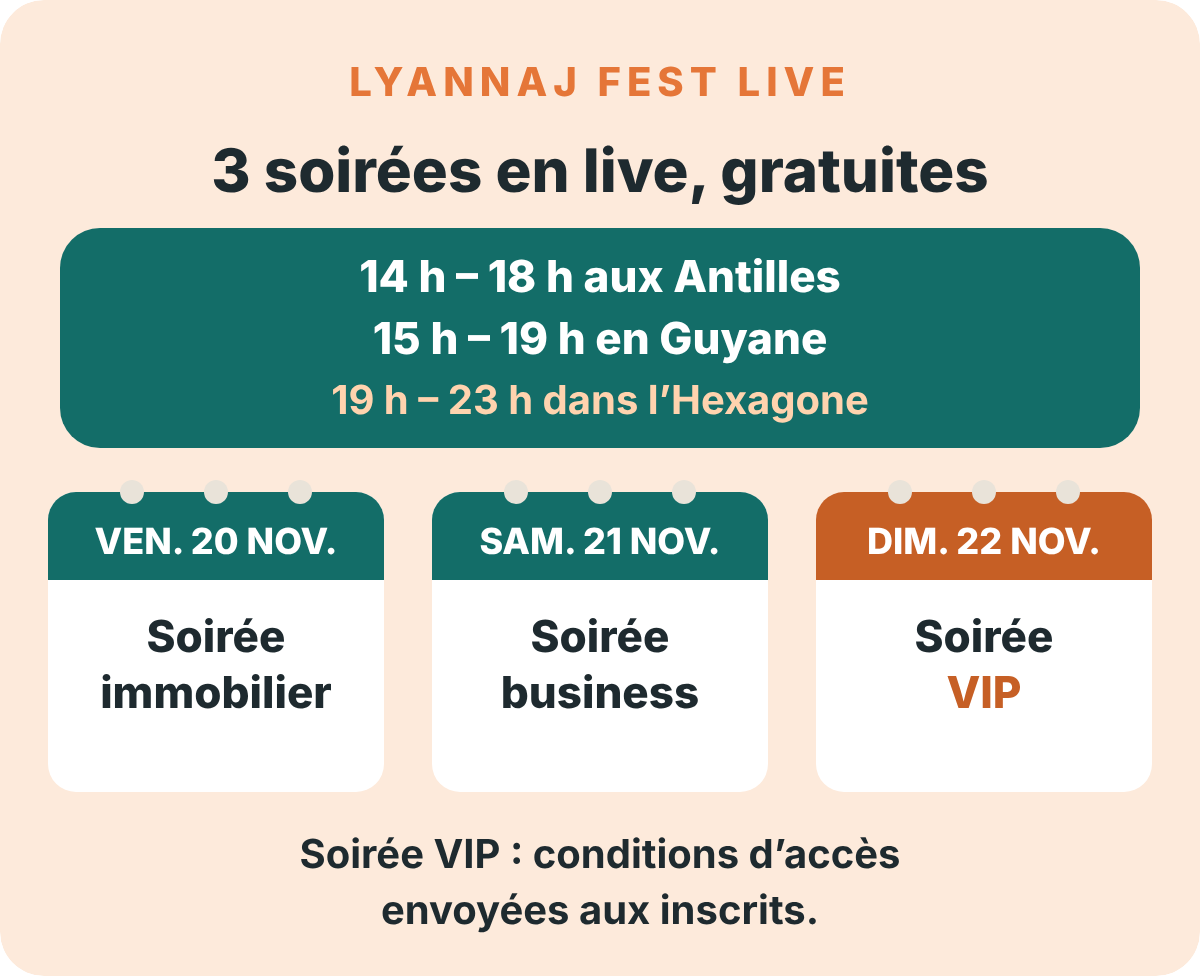 LYANNAJ FEST LIVE
3 soirées en live, gratuites
14 h – 18 h aux Antilles
15 h – 19 h en Guyane
19 h – 23 h dans l’Hexagone
VEN. 20 NOV.
Soirée
immobilier
SAM. 21 NOV.
Soirée
business
DIM. 22 NOV.
Soirée
VIP
Soirée VIP : conditions d’accès
envoyées aux inscrits.